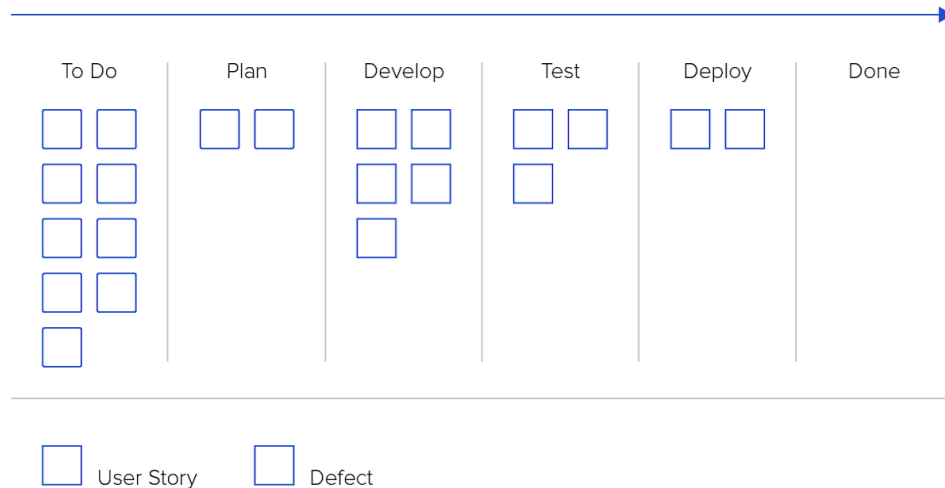 To Do Plan Develop Test Deploy Done
User Story Defect